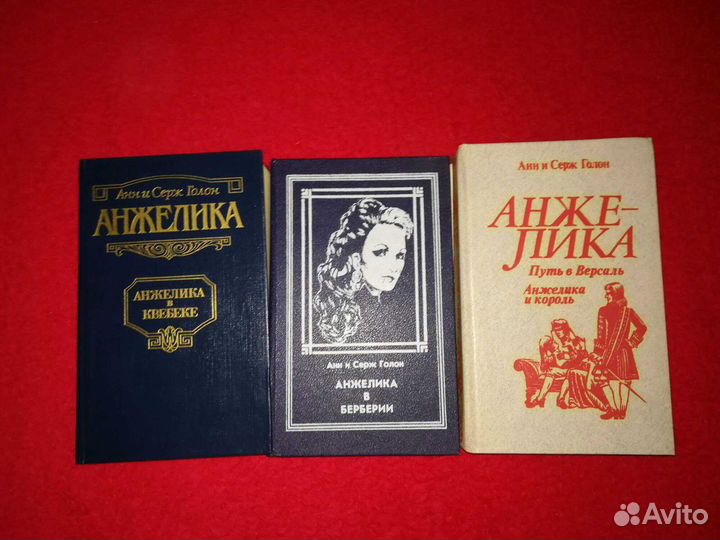 Анн и Серж Голон
АНЖЕЛИКА
АНЖЕЛИКА
В
КВЕБЕКЕ
Анн и Серж Голон
АНЖЕЛИКА
В
БЕРБЕРИИ
Анн и Серж Голон
АНЖЕ-
ЛИКА
Путь в Версаль
Анжелика
и король
Avito